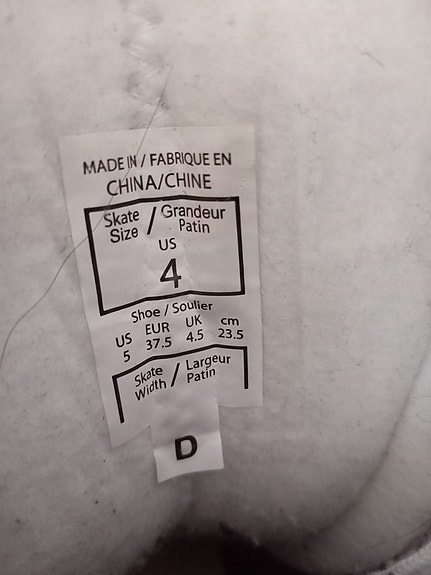 MADE IN / FABRIQUE EN
CHINA/CHINE
Skate Size / Grandeur Patin
US
4
Shoe / Soulier
US EUR UK cm
5 37.5 4.5 23.5
Skate Width / Largeur Patin
D